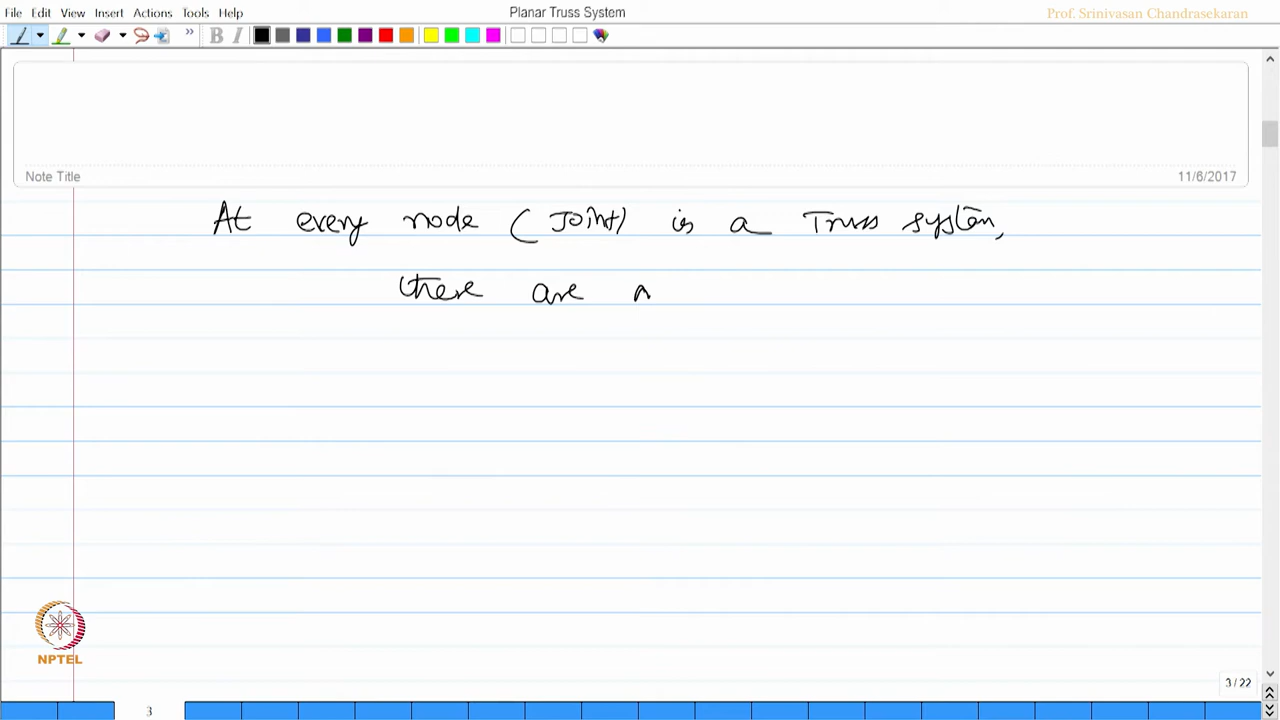 File Edit View Insert Actions Tools Help
Planar Truss System
Prof. Srinivasan Chandrasekaran
B I
Note Title
11/6/2017
At every node (Joint) is a Truss system,
there are
NPTEL
3 / 22
3